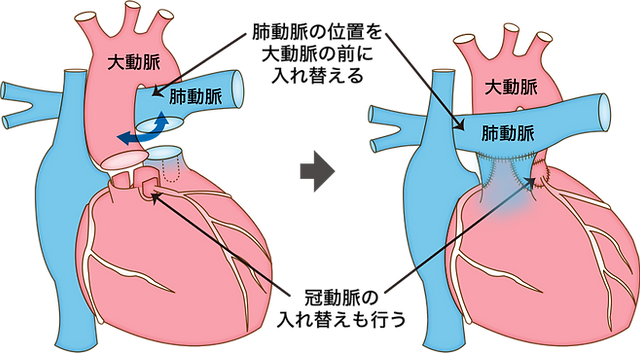 肺動脈の位置を
大動脈の前に
入れ替える
大動脈
肺動脈
大動脈
肺動脈
冠動脈の
入れ替えも行う